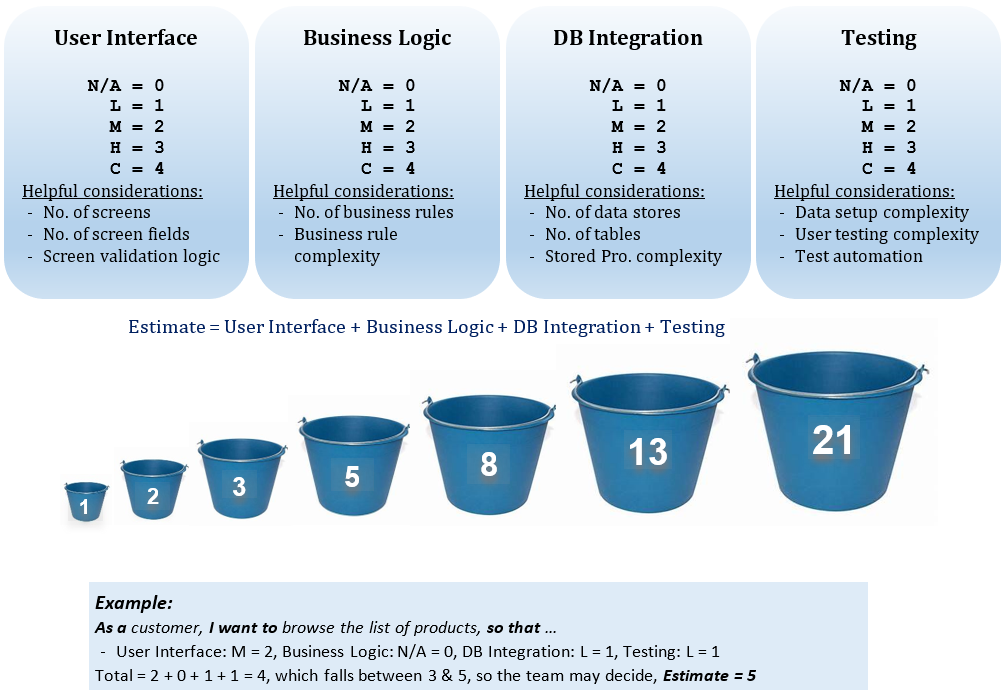 User Interface
N/A = 0
L = 1
M = 2
H = 3
C = 4
Helpful considerations:
- No. of screens
- No. of screen fields
- Screen validation logic
Business Logic
N/A = 0
L = 1
M = 2
H = 3
C = 4
Helpful considerations:
- No. of business rules
- Business rule
complexity
DB Integration
N/A = 0
L = 1
M = 2
H = 3
C = 4
Helpful considerations:
- No. of data stores
- No. of tables
- Stored Pro. complexity
Testing
N/A = 0
L = 1
M = 2
H = 3
C = 4
Helpful considerations:
- Data setup complexity
- User testing complexity
- Test automation
Estimate = User Interface + Business Logic + DB Integration + Testing
1
2
3
5
8
13
21
Example:
As a customer, I want to browse the list of products, so that ...
- User Interface: M = 2, Business Logic: N/A = 0, DB Integration: L = 1, Testing: L = 1
Total = 2 + 0 + 1 + 1 = 4, which falls between 3 & 5, so the team may decide, Estimate = 5